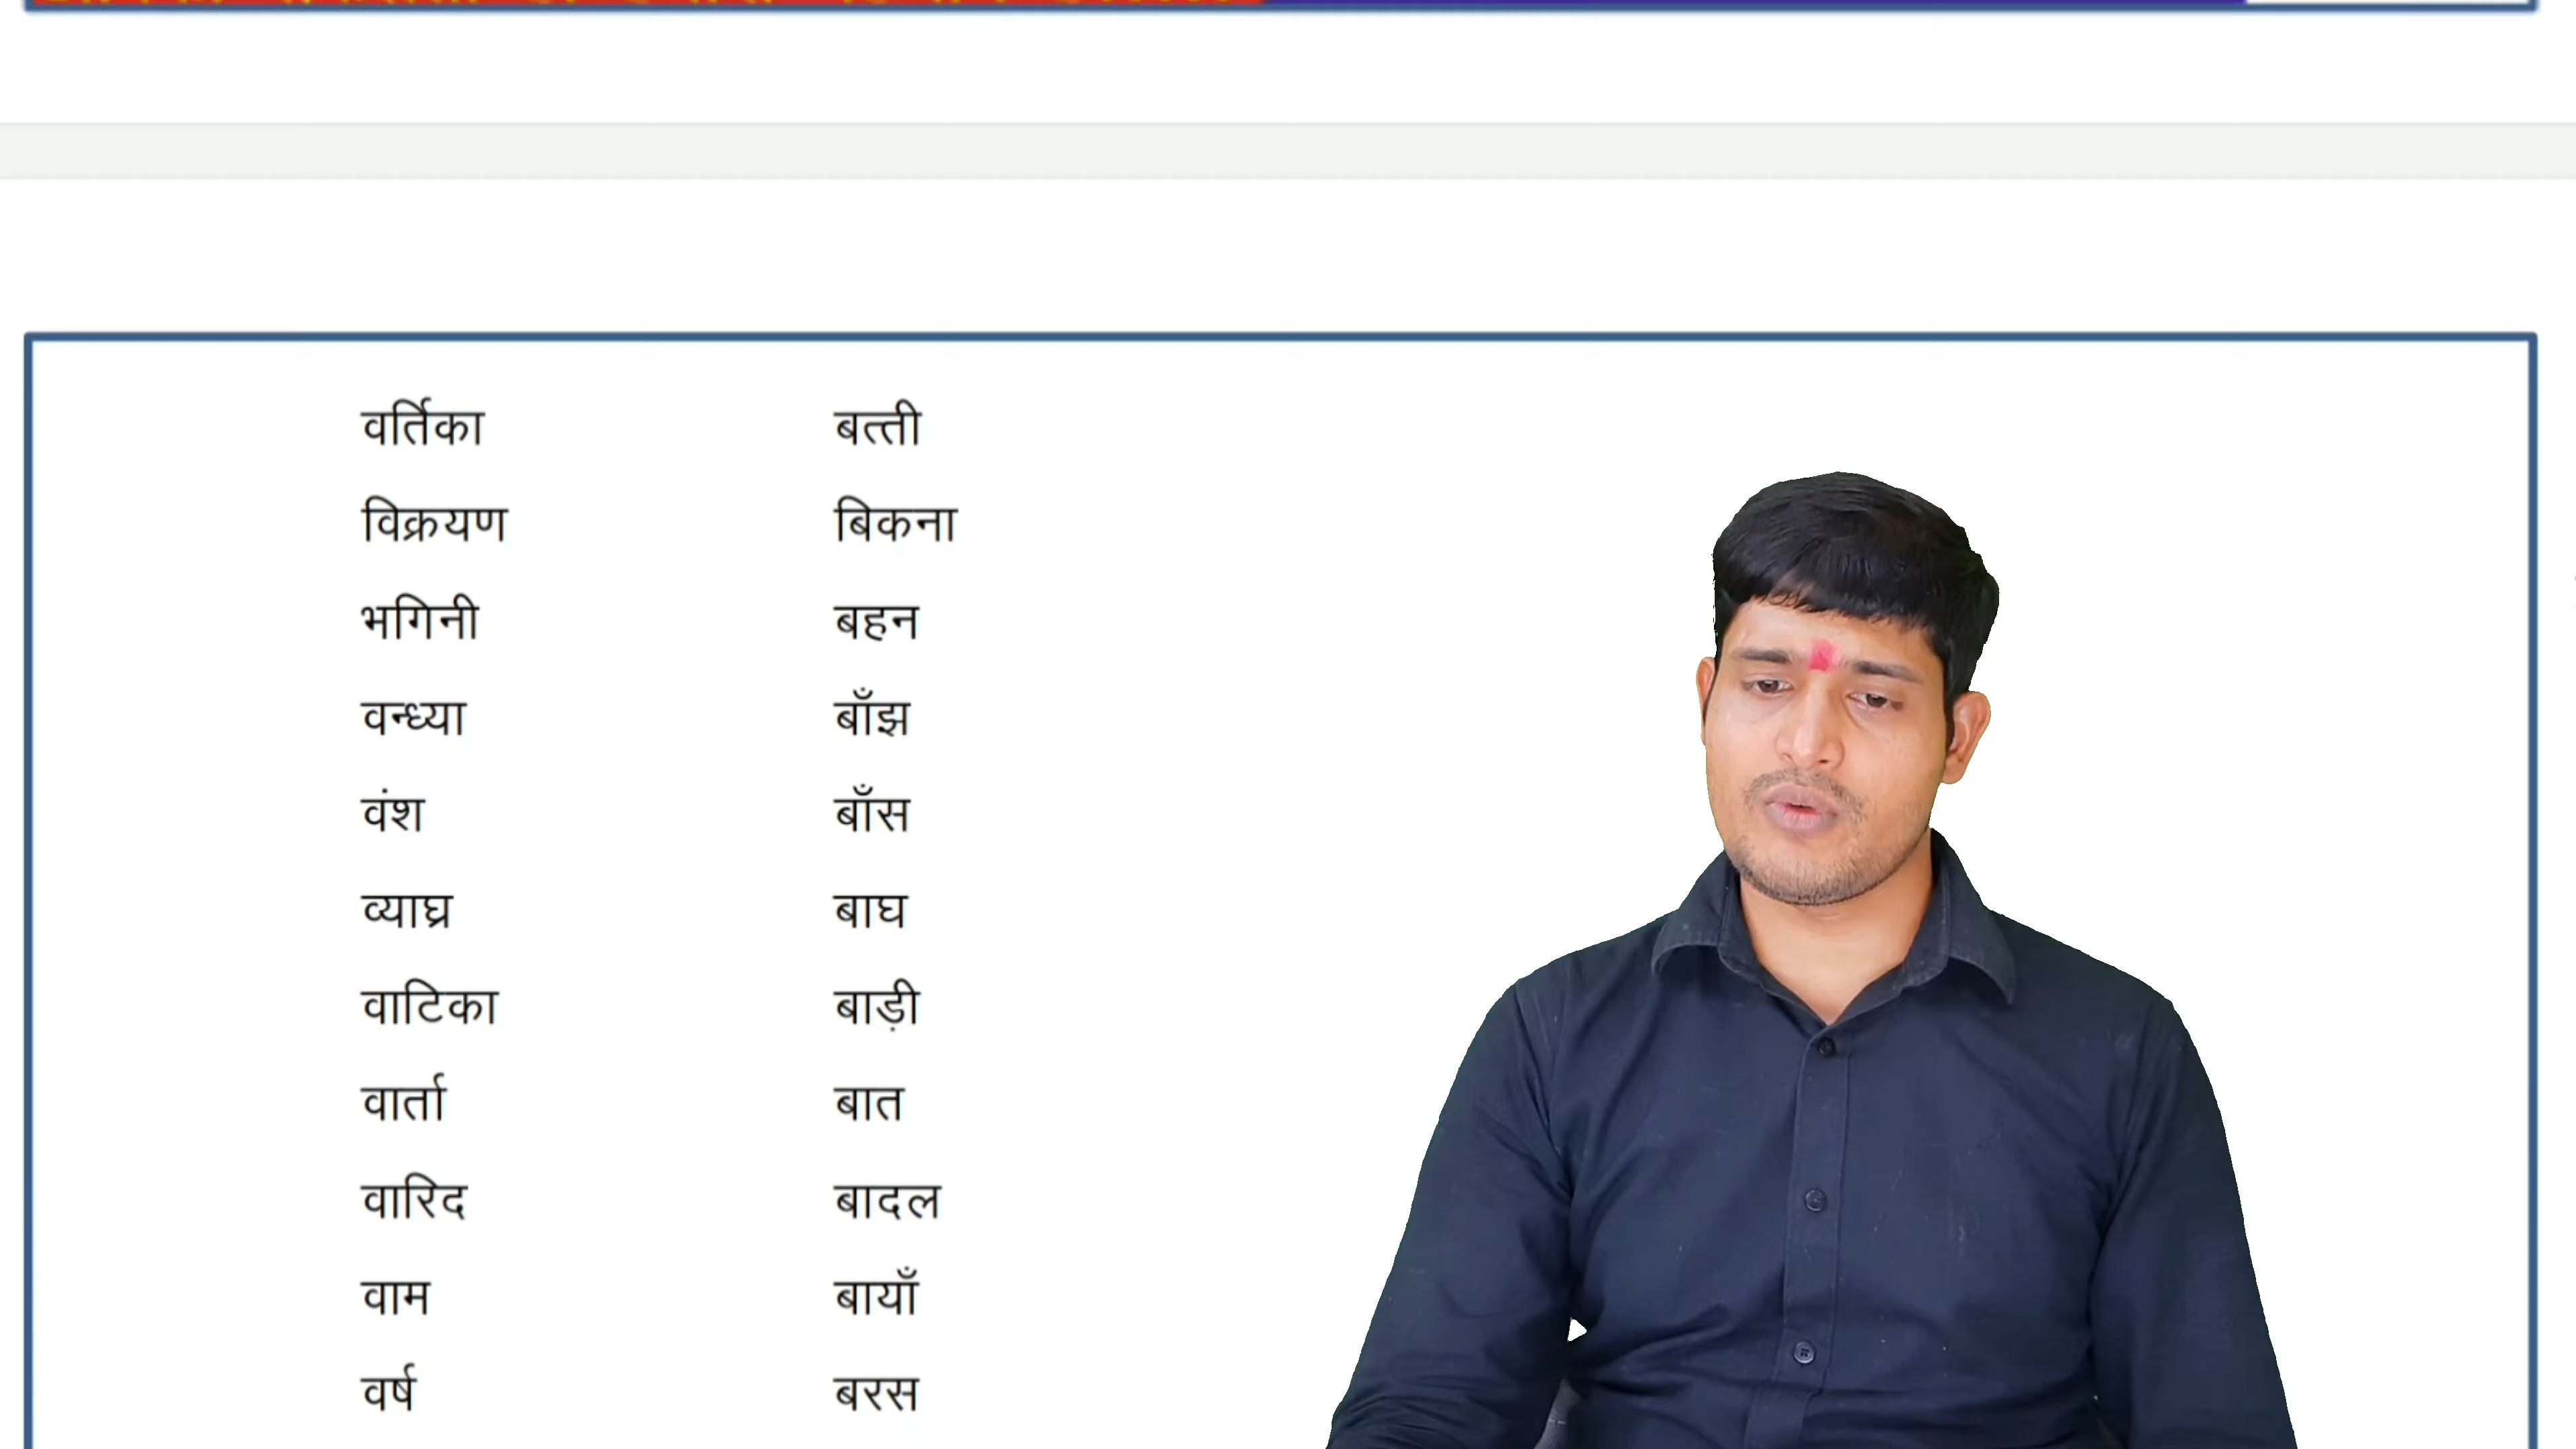 वर्तिका बत्ती
विक्रयण बिकना
भगिनी बहन
वन्ध्या बाँझ
वंश बाँस
व्याघ्र बाघ
वाटिका बाड़ी
वार्ता बात
वारिद बादल
वाम बायाँ
वर्ष बरस